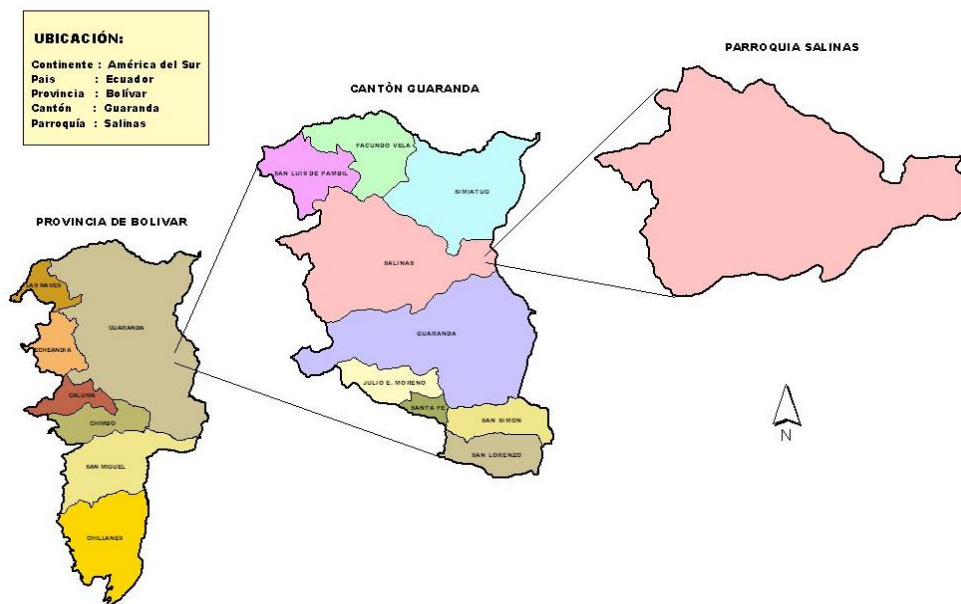 UBICACIÓN:
Continente : América del Sur
Pais : Ecuador
Provincia : Bolívar
Cantón : Guaranda
Parroquía : Salinas
PARROQUIA SALINAS
CANTÒN GUARANDA
FACUNDO VELA
SAN LUIS DE PAMBIL
SIMIATUG
SALINAS
GUARANDA
JULIO E. MORENO
SANTA FE
SAN SIMON
SAN LORENZO
PROVINCIA DE BOLIVAR
LAS NAVES
GUARANDA
ECHEANDIA
CALUMA
CHIMBO
SAN MIGUEL
CHILLANES
N